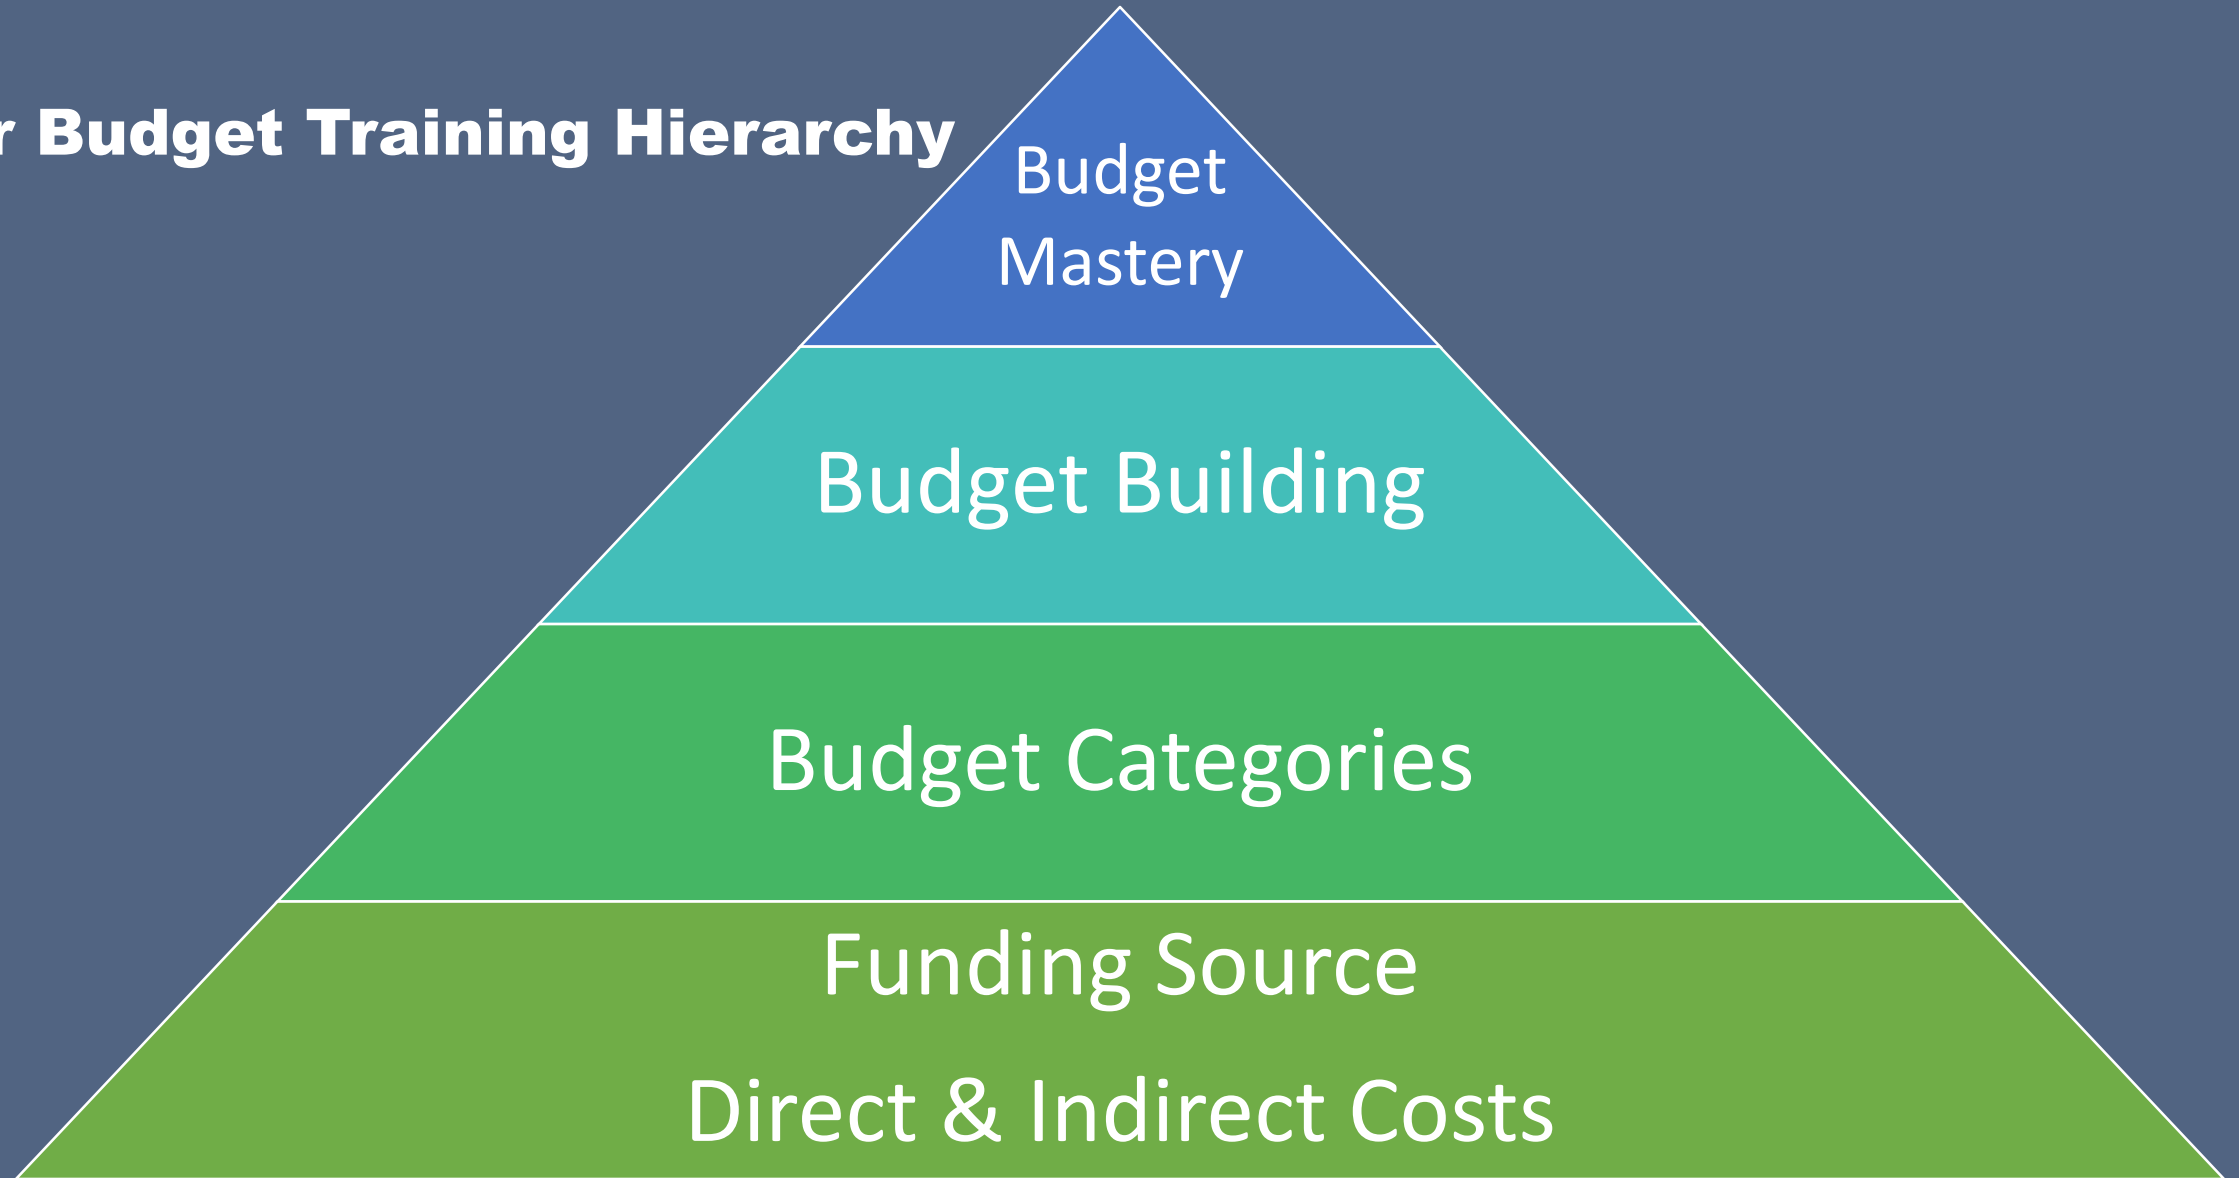 Budget Training Hierarchy
Budget
Mastery
Budget Building
Budget Categories
Funding Source
Direct & Indirect Costs